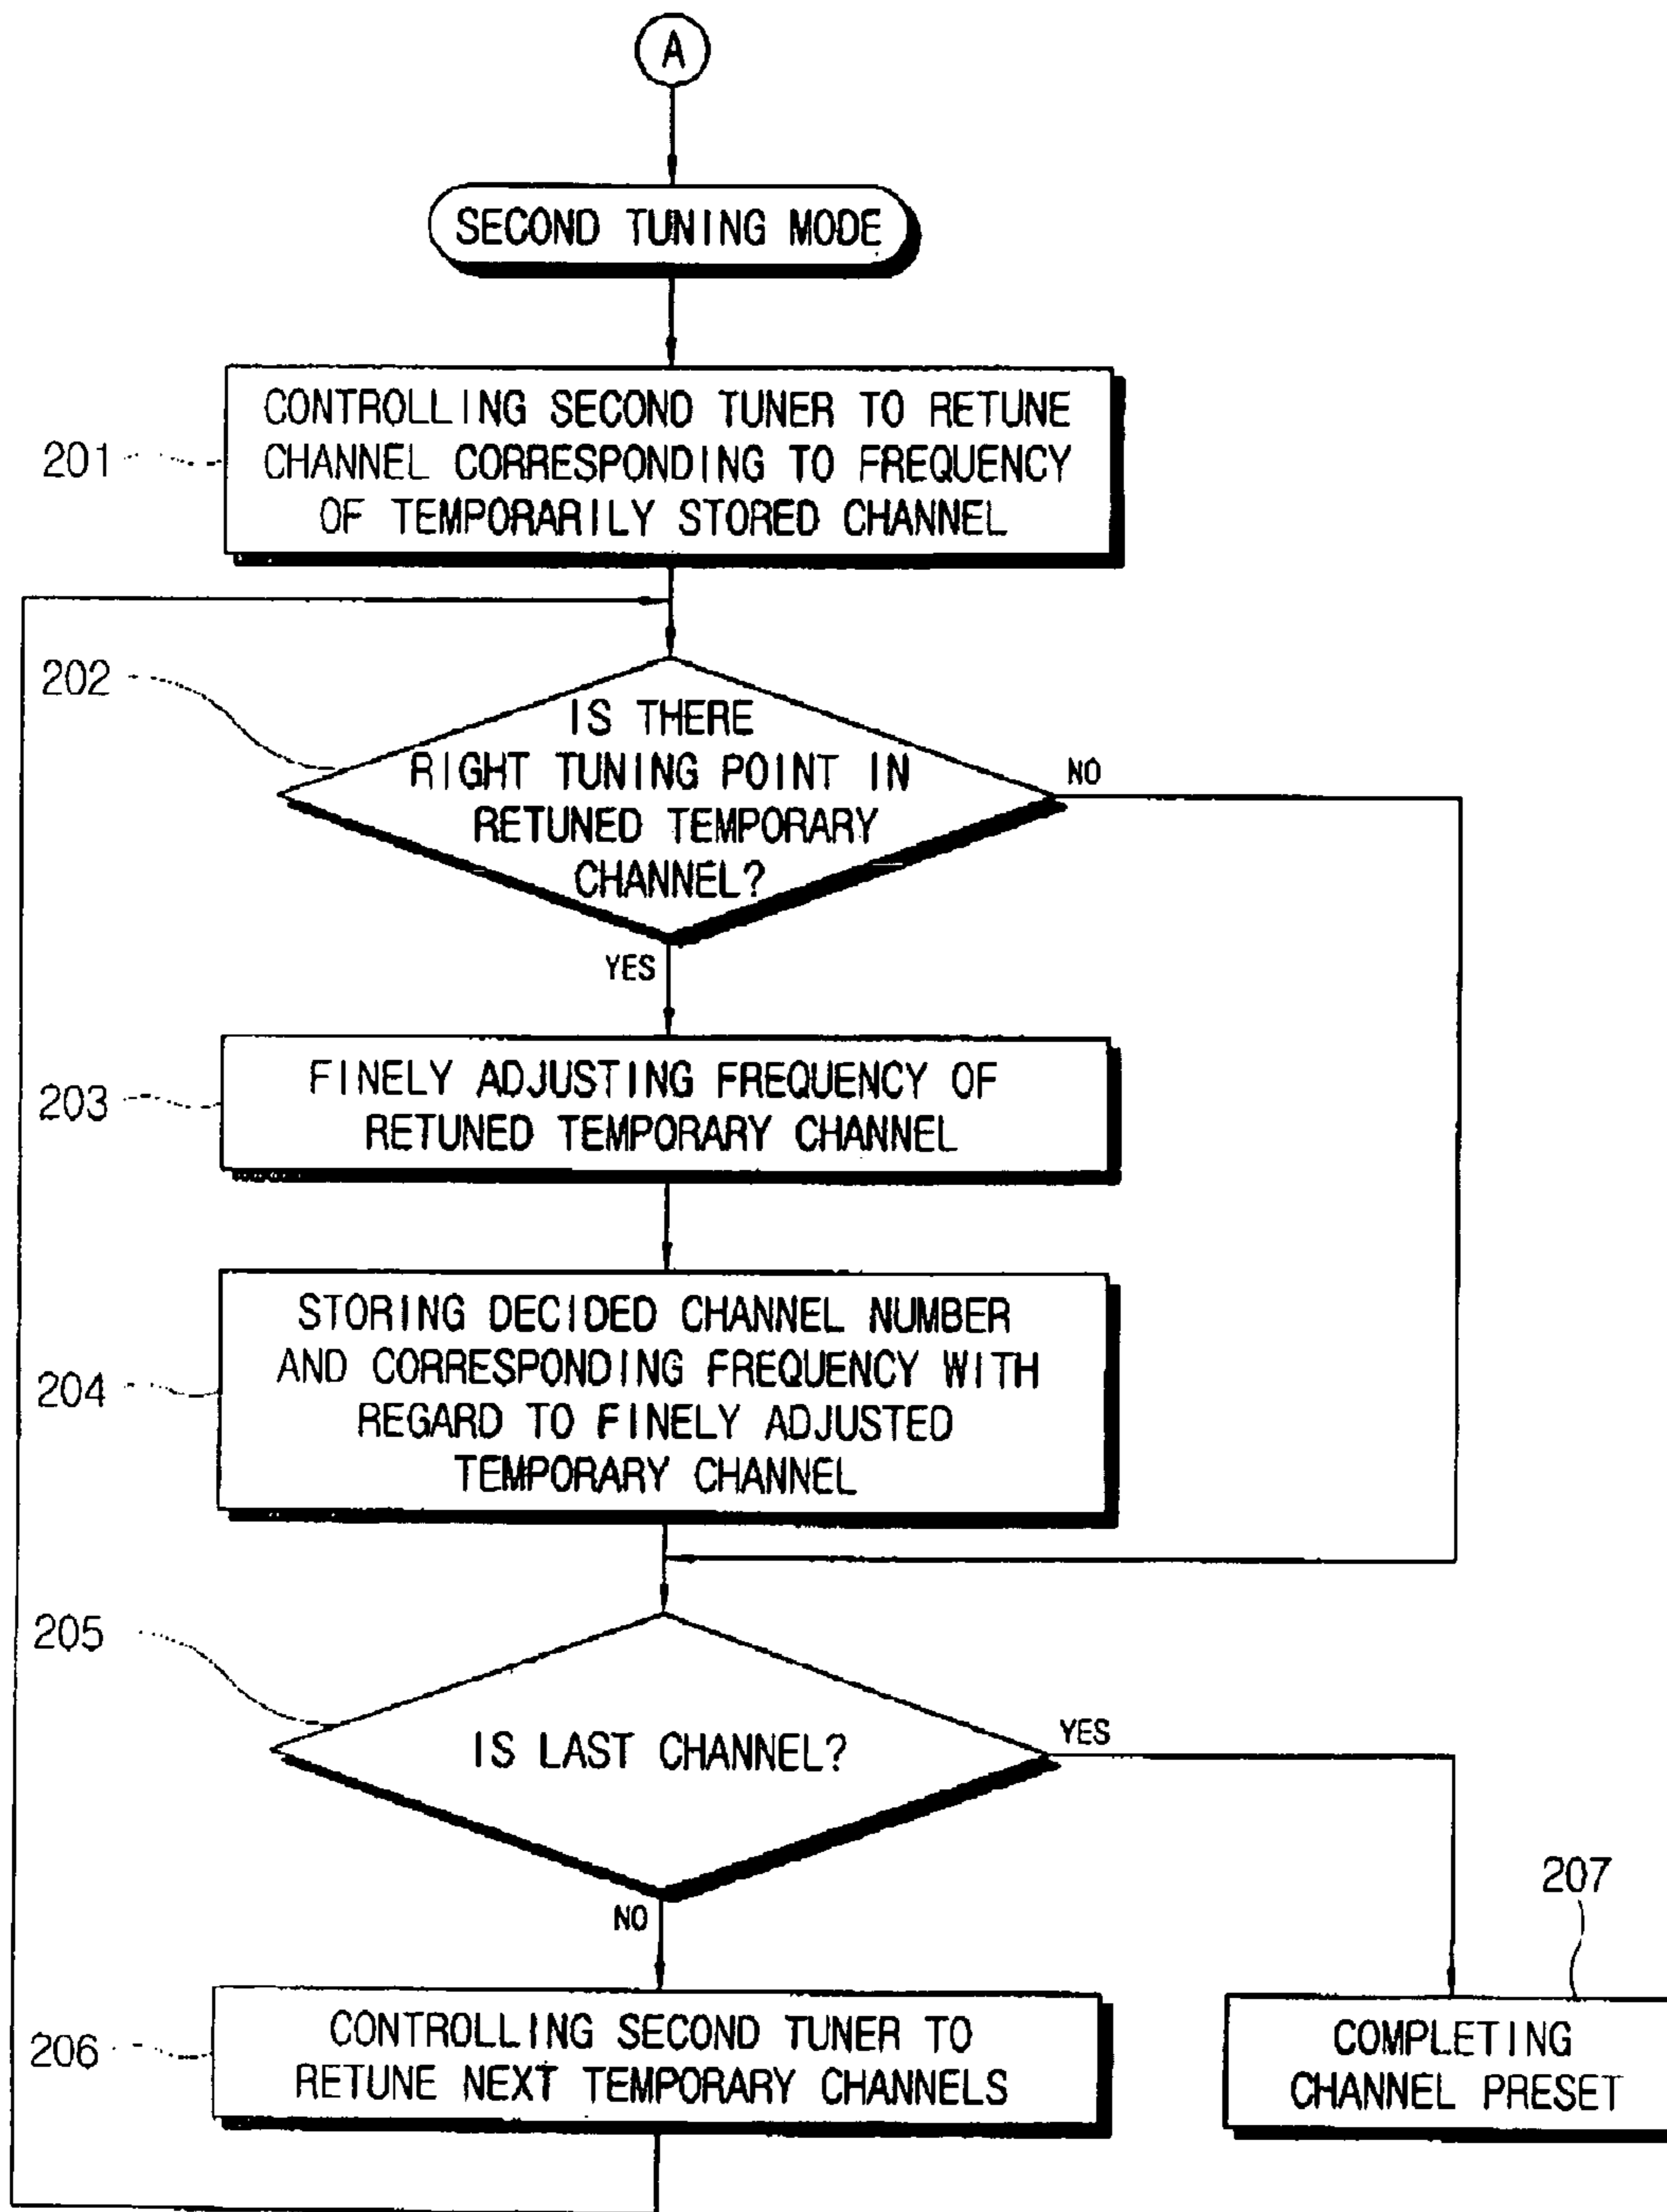 A
SECOND TUNING MODE
201
CONTROLLING SECOND TUNER TO RETUNE
CHANNEL CORRESPONDING TO FREQUENCY
OF TEMPORARILY STORED CHANNEL
202
IS THERE
RIGHT TUNING POINT IN
RETUNED TEMPORARY
CHANNEL?
NO
YES
203
FINELY ADJUSTING FREQUENCY OF
RETUNED TEMPORARY CHANNEL
204
STORING DECIDED CHANNEL NUMBER
AND CORRESPONDING FREQUENCY WITH
REGARD TO FINELY ADJUSTED
TEMPORARY CHANNEL
205
IS LAST CHANNEL?
YES
NO
206
CONTROLLING SECOND TUNER TO
RETUNE NEXT TEMPORARY CHANNELS
207
COMPLETING
CHANNEL PRESET